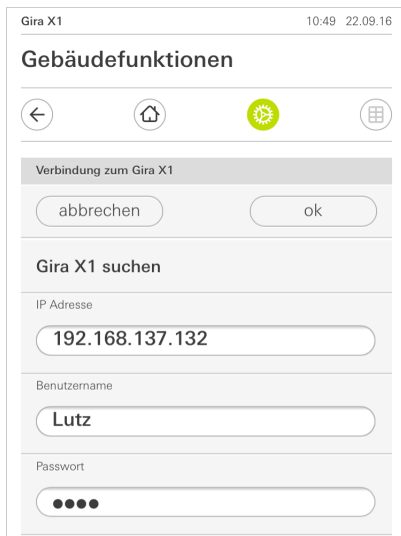 Gira X1 10:49 22.09.16
Gebäudefunktionen
Verbindung zum Gira X1
abbrechen ok
Gira X1 suchen
IP Adresse
192.168.137.132
Benutzername
Lutz
Passwort
●●●●